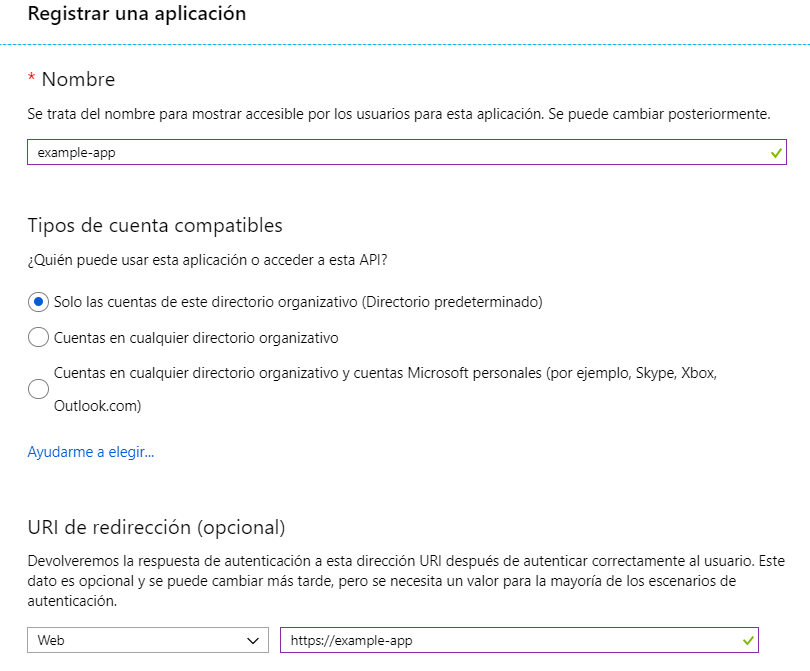 Registrar una aplicación
* Nombre
Se trata del nombre para mostrar accesible por los usuarios para esta aplicación. Se puede cambiar posteriormente.
example-app
Tipos de cuenta compatibles
¿Quién puede usar esta aplicación o acceder a esta API?
Solo las cuentas de este directorio organizativo (Directorio predeterminado)
Cuentas en cualquier directorio organizativo
Cuentas en cualquier directorio organizativo y cuentas Microsoft personales (por ejemplo, Skype, Xbox,
Outlook.com)
Ayudarme a elegir...
URI de redirección (opcional)
Devolveremos la respuesta de autenticación a esta dirección URI después de autenticar correctamente al usuario. Este
dato es opcional y se puede cambiar más tarde, pero se necesita un valor para la mayoría de los escenarios de
autenticación.
Web https://example-app